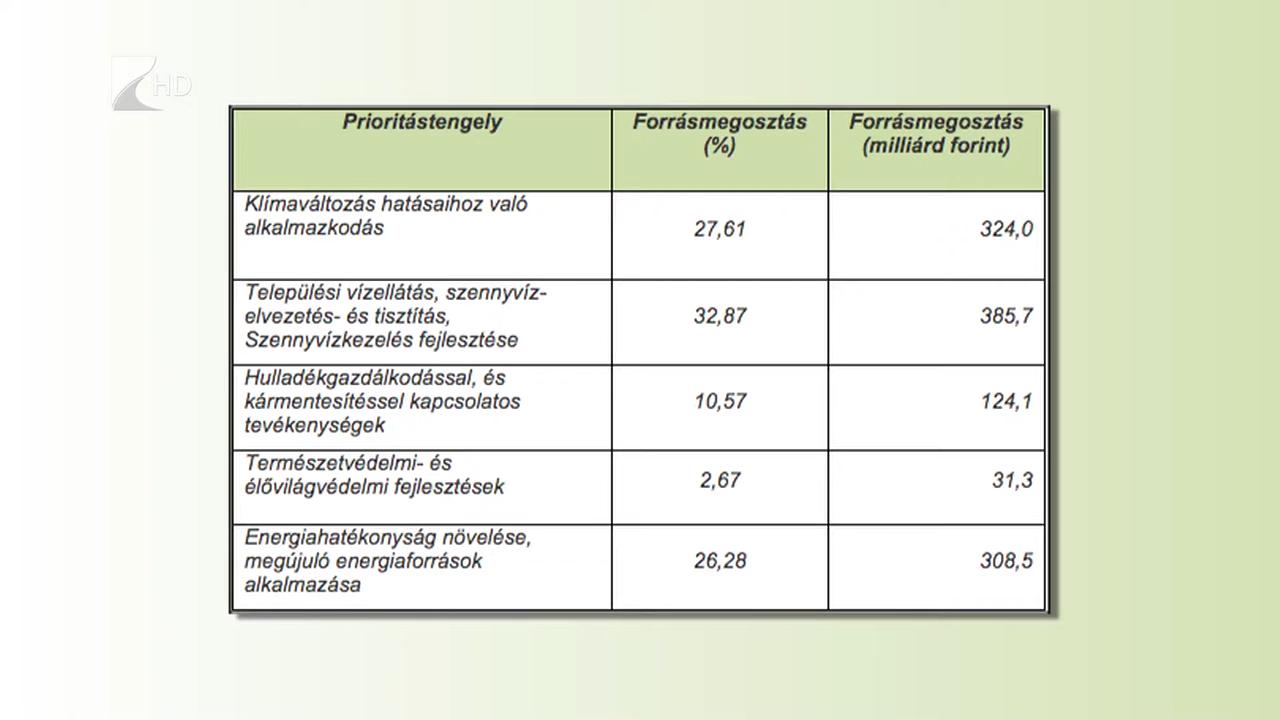 HD
Prioritástengely
Forrásmegosztás
(%)
Forrásmegosztás
(milliárd forint)
Klímaváltozás hatásaihoz való
alkalmazkodás
27,61
324,0
Települési vízellátás, szennyvíz-
elvezetés- és tisztítás,
Szennyvízkezelés fejlesztése
32,87
385,7
Hulladékgazdálkodással, és
kármentesítéssel kapcsolatos
tevékenységek
10,57
124,1
Természetvédelmi- és
élővilágvédelmi fejlesztések
2,67
31,3
Energiahatékonyság növelése,
megújuló energiaforrások
alkalmazása
26,28
308,5